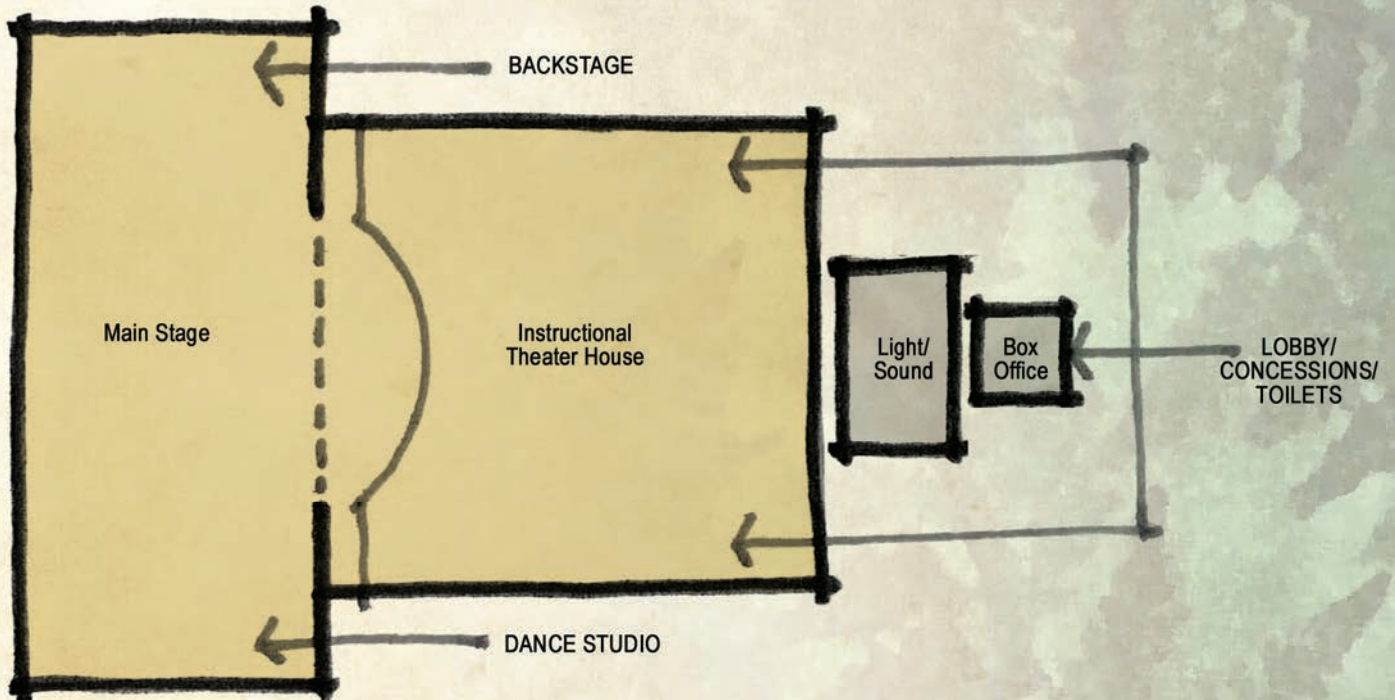 BACKSTAGE
Main Stage
Instructional
Theater House
Light/
Sound
Box
Office
LOBBY/
CONCESSIONS/
TOILETS
DANCE STUDIO